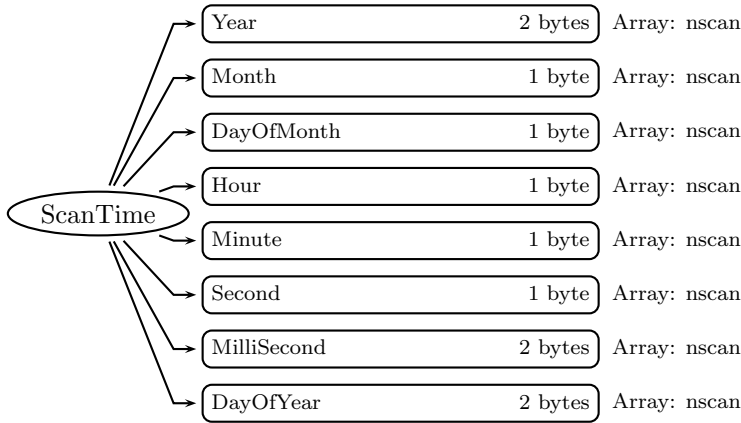 Year 2 bytes Array: nscan
Month 1 byte Array: nscan
DayOfMonth 1 byte Array: nscan
Hour 1 byte Array: nscan
ScanTime
Minute 1 byte Array: nscan
Second 1 byte Array: nscan
MilliSecond 2 bytes Array: nscan
DayOfYear 2 bytes Array: nscan